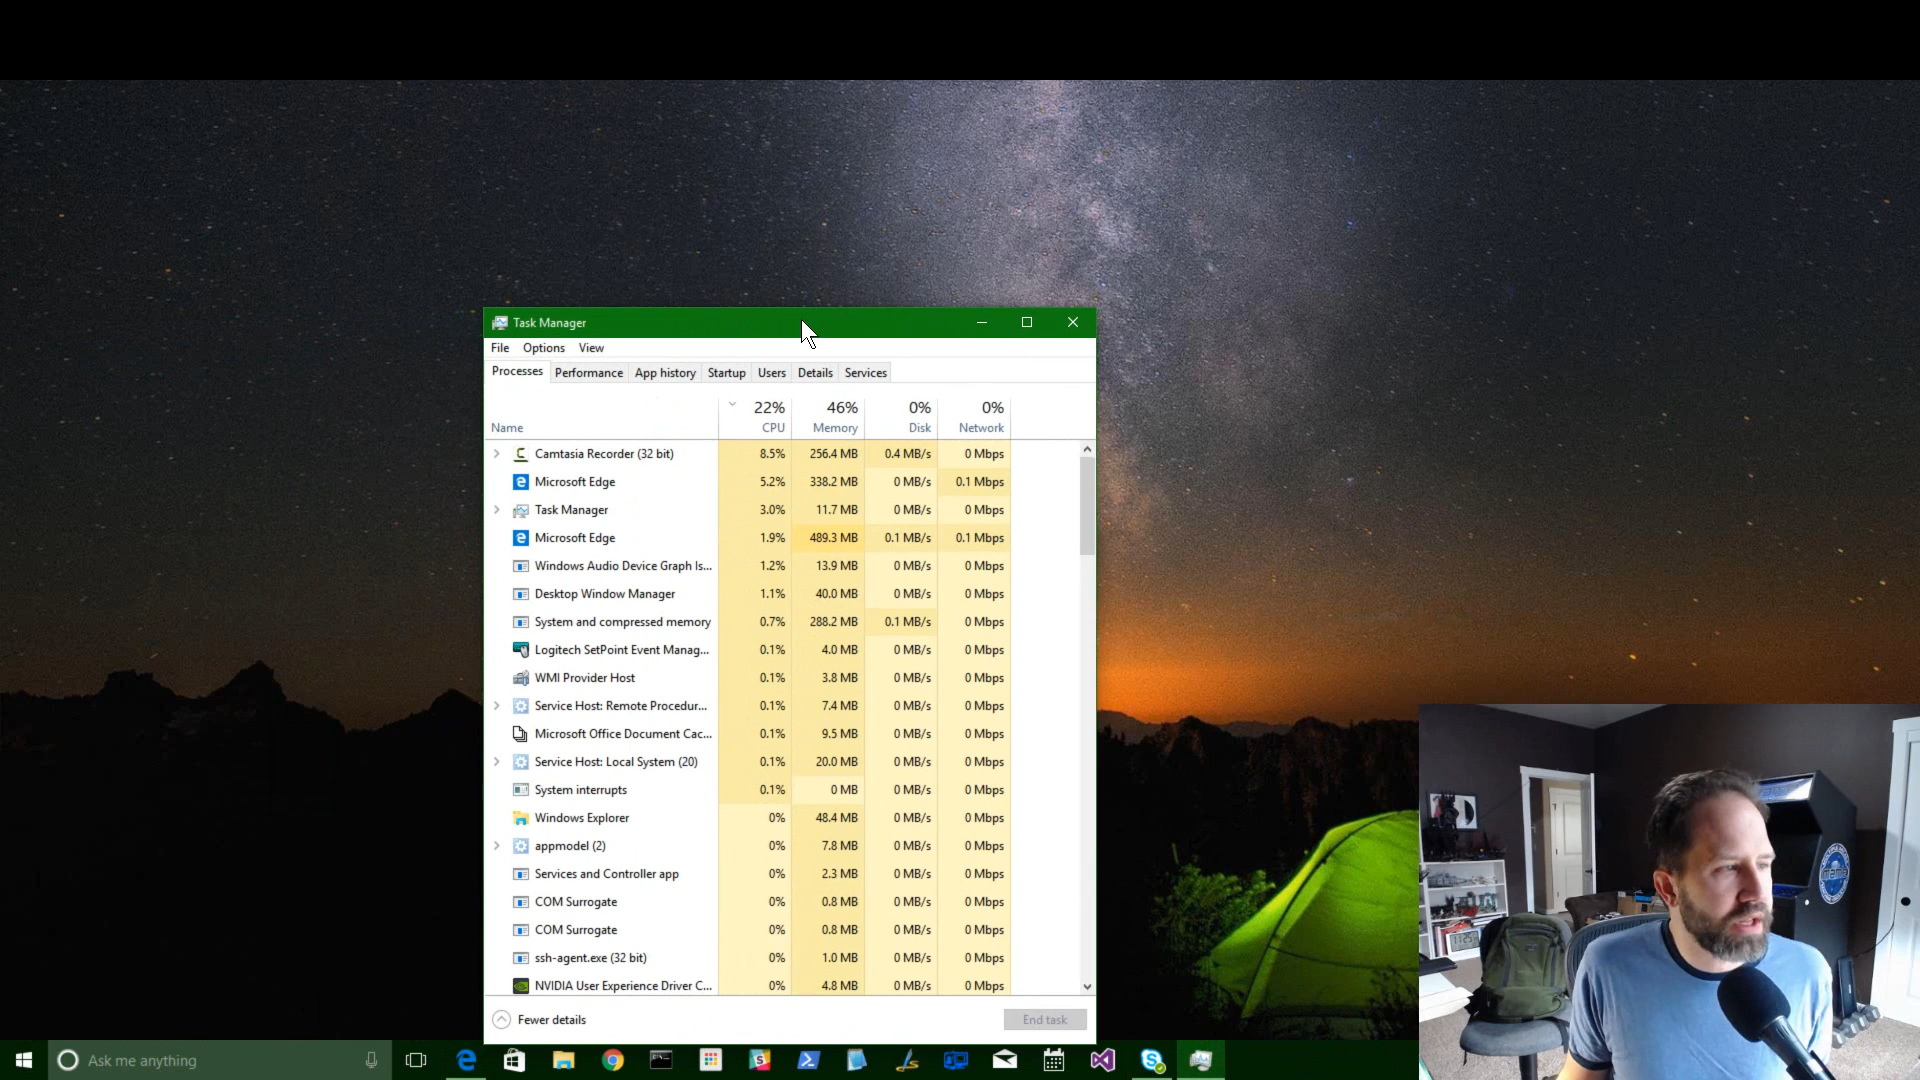 Task Manager
File Options View
Processes Performance App history Startup Users Details Services
22% 46% 0% 0%
Name CPU Memory Disk Network
Camtasia Recorder (32 bit) 8.5% 256.4 MB 0.4 MB/s 0 Mbps
Microsoft Edge 5.2% 338.2 MB 0 MB/s 0.1 Mbps
Task Manager 3.0% 11.7 MB 0 MB/s 0 Mbps
Microsoft Edge 1.9% 489.3 MB 0.1 MB/s 0.1 Mbps
Windows Audio Device Graph Is... 1.2% 13.9 MB 0 MB/s 0 Mbps
Desktop Window Manager 1.1% 40.0 MB 0 MB/s 0 Mbps
System and compressed memory 0.7% 288.2 MB 0.1 MB/s 0 Mbps
Logitech SetPoint Event Manag... 0.1% 4.0 MB 0 MB/s 0 Mbps
WMI Provider Host 0.1% 3.8 MB 0 MB/s 0 Mbps
Service Host: Remote Procedur... 0.1% 7.4 MB 0 MB/s 0 Mbps
Microsoft Office Document Cac... 0.1% 9.5 MB 0 MB/s 0 Mbps
Service Host: Local System (20) 0.1% 20.0 MB 0 MB/s 0 Mbps
System interrupts 0.1% 0 MB 0 MB/s 0 Mbps
Windows Explorer 0% 48.4 MB 0 MB/s 0 Mbps
appmodel (2) 0% 7.8 MB 0 MB/s 0 Mbps
Services and Controller app 0% 2.3 MB 0 MB/s 0 Mbps
COM Surrogate 0% 0.8 MB 0 MB/s 0 Mbps
COM Surrogate 0% 0.8 MB 0 MB/s 0 Mbps
ssh-agent.exe (32 bit) 0% 1.0 MB 0 MB/s 0 Mbps
NVIDIA User Experience Driver C... 0% 4.8 MB 0 MB/s 0 Mbps
Fewer details End task
Ask me anything